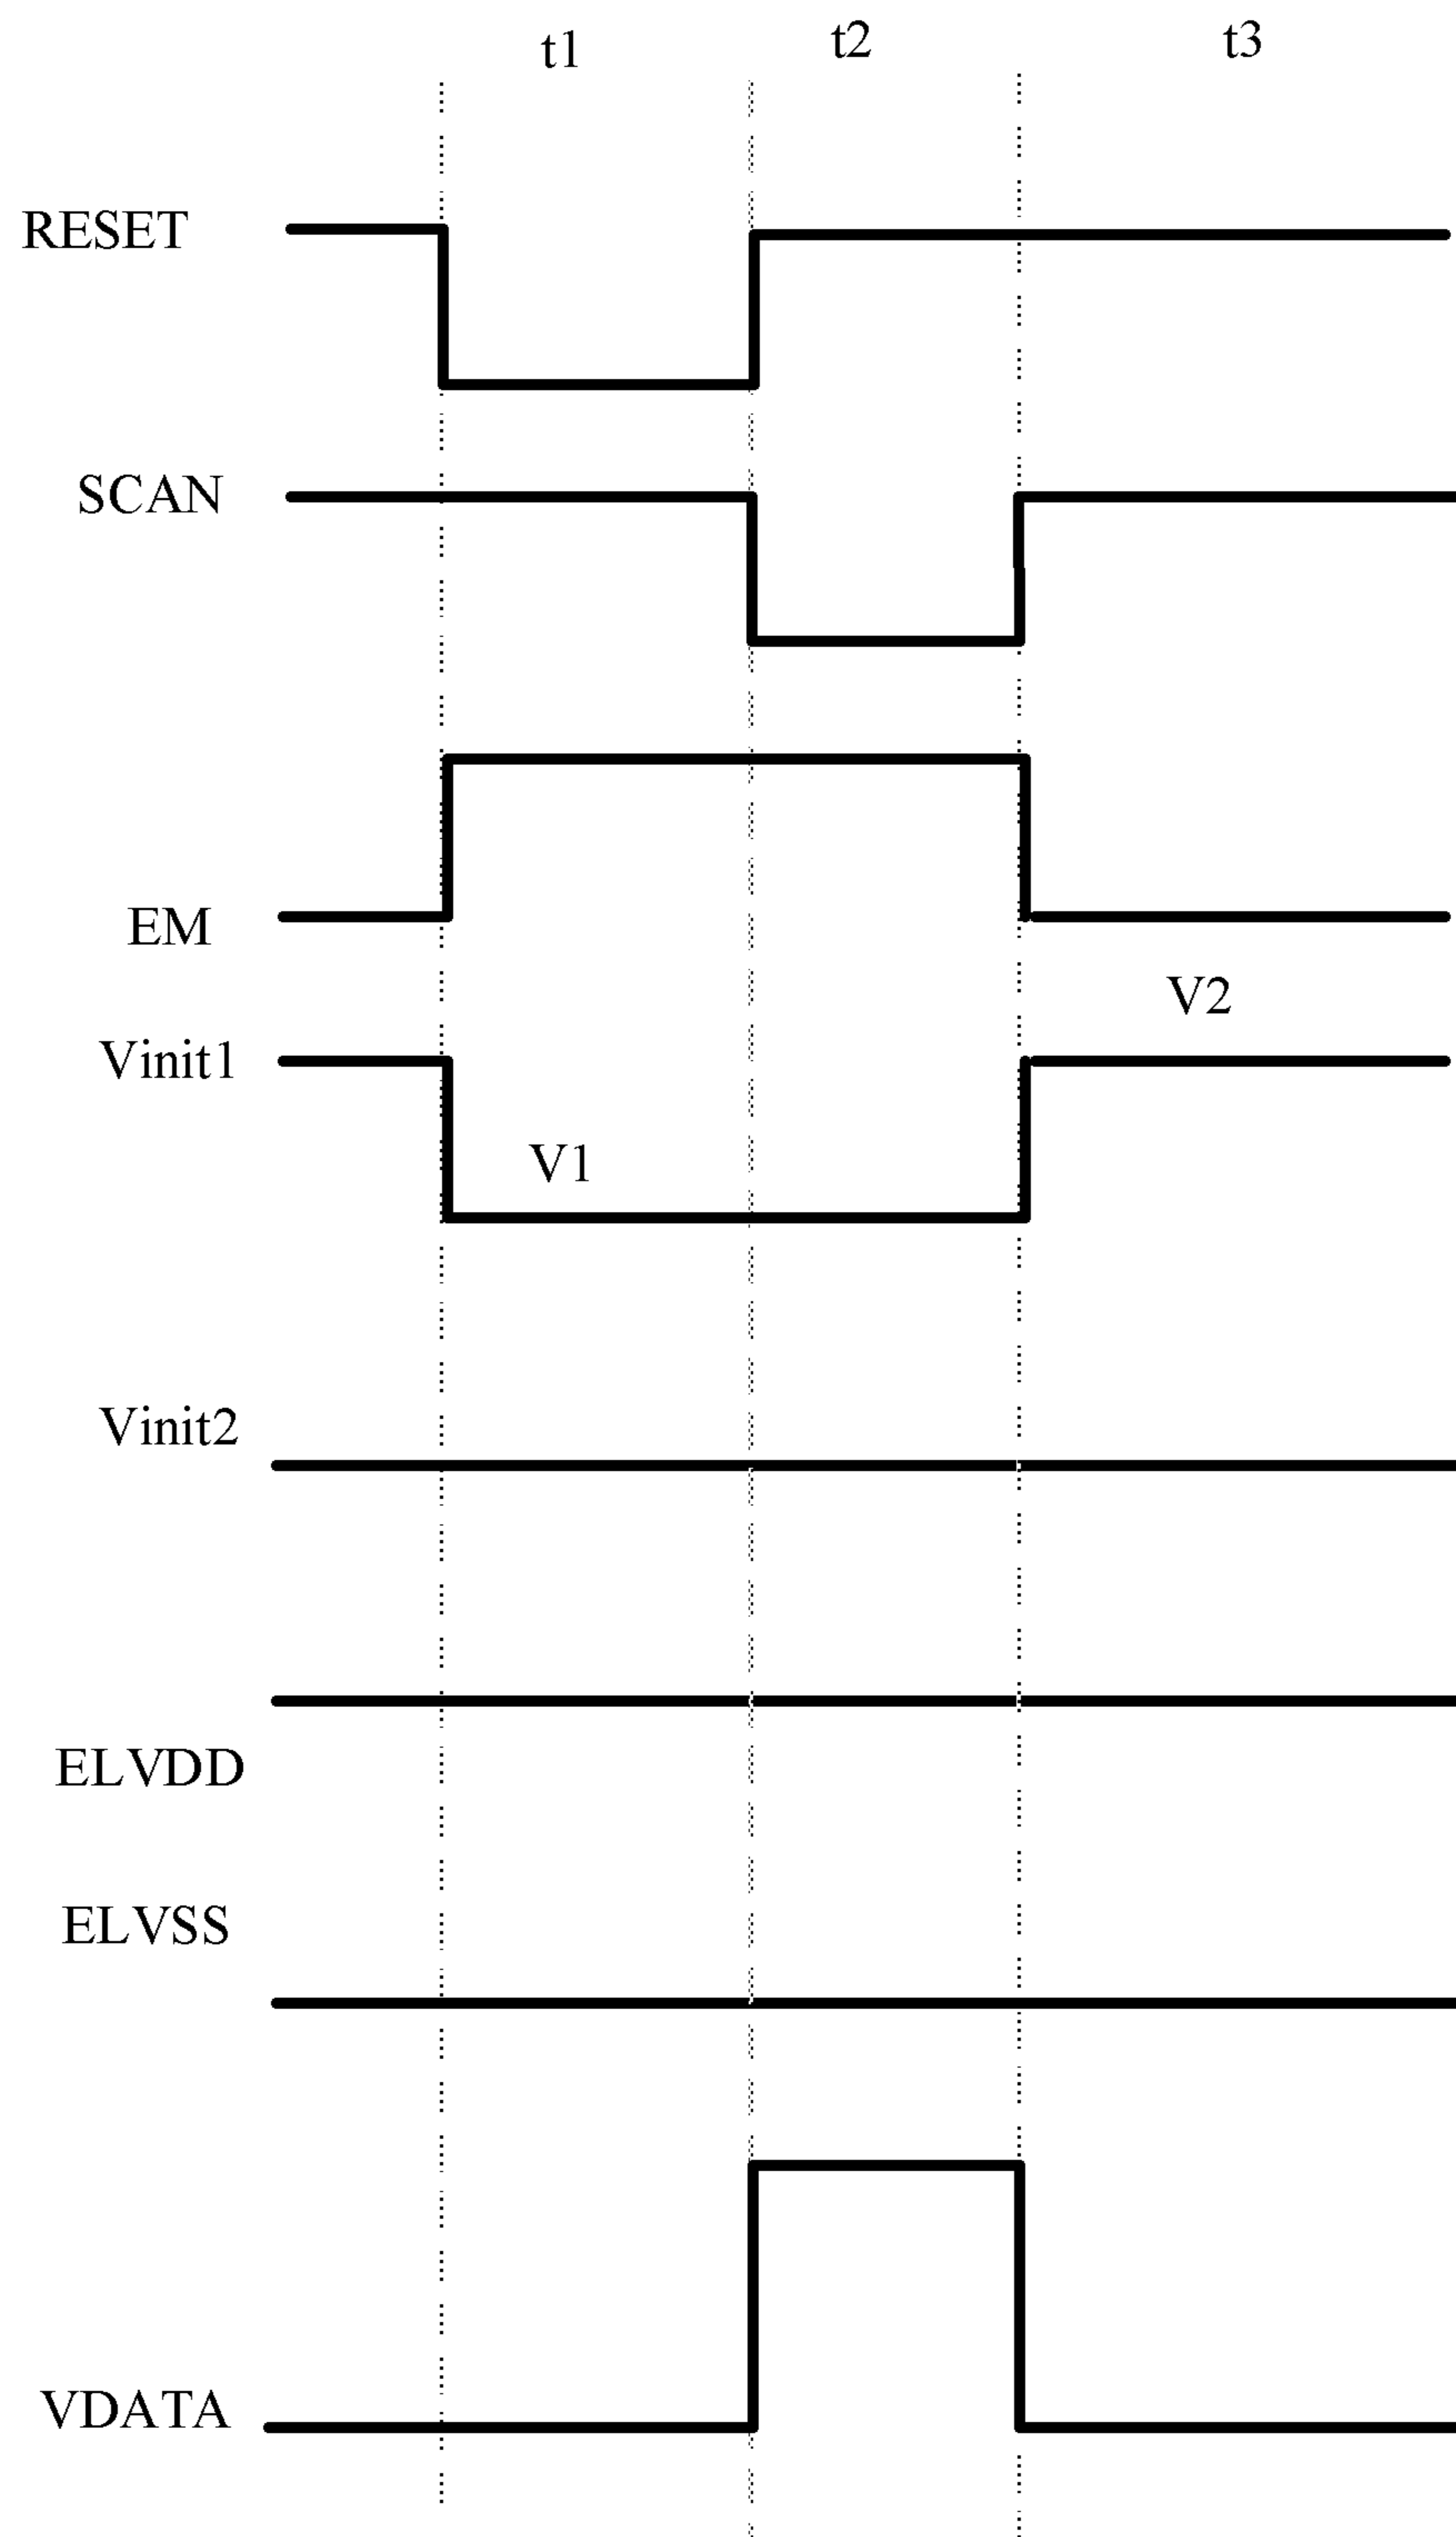 t1 t2 t3
RESET
SCAN
EM
V2
Vinit1
V1
Vinit2
ELVDD
ELVSS
VDATA